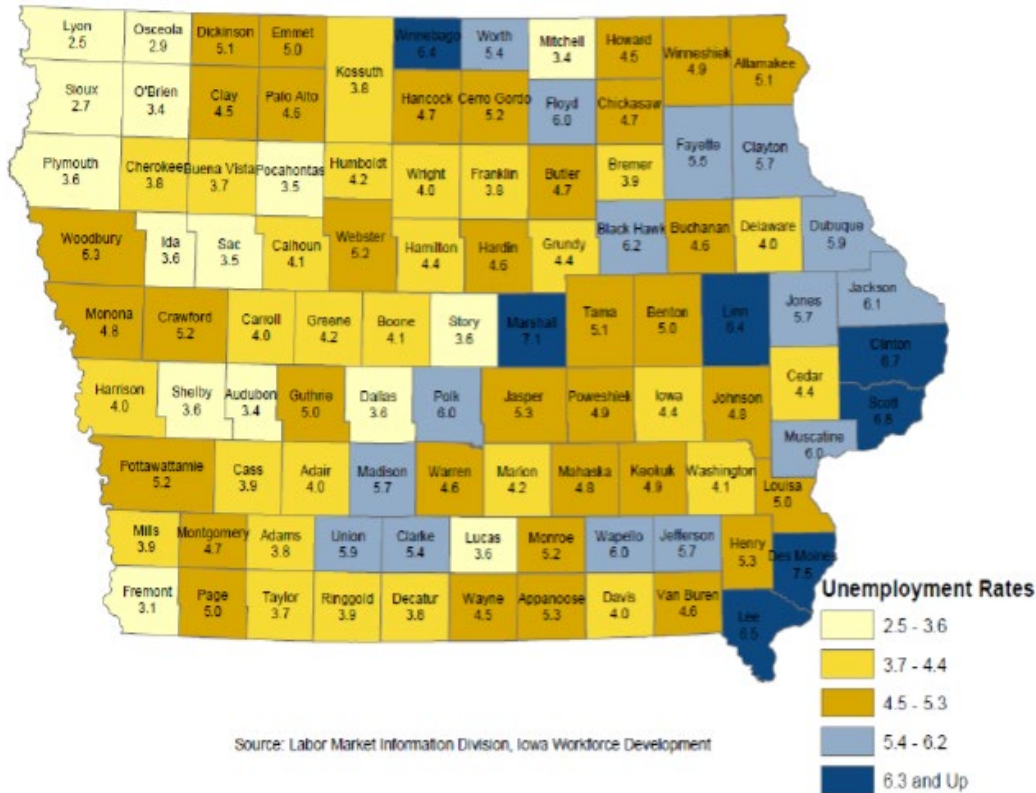 Lyon
2.5
Osceola
2.9
Dickinson
5.1
Emmet
5.0
Kossuth
3.8
Winnebago
6.4
Worth
5.4
Mitchell
3.4
Howard
4.5
Winneshiek
4.9
Allamakee
5.1
Sioux
2.7
O'Brien
3.4
Clay
4.5
Palo Alto
4.6
Hancock
4.7
Cerro Gordo
5.2
Floyd
6.0
Chickasaw
4.7
Fayette
5.5
Clayton
5.7
Plymouth
3.6
Cherokee
3.8
Buena Vista
3.7
Pocahontas
3.5
Humboldt
4.2
Wright
4.0
Franklin
3.8
Butler
4.7
Bremer
3.9
Woodbury
5.3
Ida
3.6
Sac
3.5
Calhoun
4.1
Webster
5.2
Hamilton
4.4
Hardin
4.6
Grundy
4.4
Black Hawk
6.2
Buchanan
4.6
Delaware
4.0
Dubuque
5.9
Monona
4.8
Crawford
5.2
Carroll
4.0
Greene
4.2
Boone
4.1
Story
3.6
Marshall
7.1
Tama
5.1
Benton
5.0
Linn
6.4
Jones
5.7
Jackson
6.1
Clinton
6.7
Harrison
4.0
Shelby
3.6
Audubon
3.4
Guthrie
5.0
Dallas
3.6
Polk
6.0
Jasper
5.3
Poweshiek
4.9
Iowa
4.4
Johnson
4.8
Cedar
4.4
Scott
6.8
Muscatine
6.0
Pottawattamie
5.2
Cass
3.9
Adair
4.0
Madison
5.7
Warren
4.6
Marion
4.2
Mahaska
4.8
Keokuk
4.9
Washington
4.1
Louisa
5.0
Mills
3.9
Montgomery
4.7
Adams
3.8
Union
5.9
Clarke
5.4
Lucas
3.6
Monroe
5.2
Wapello
6.0
Jefferson
5.7
Henry
5.3
Des Moines
7.5
Fremont
3.1
Page
5.0
Taylor
3.7
Ringgold
3.9
Decatur
3.8
Wayne
4.5
Appanoose
5.3
Davis
4.0
Van Buren
4.6
Lee
6.5
Unemployment Rates
2.5 - 3.6
3.7 - 4.4
4.5 - 5.3
5.4 - 6.2
6.3 and Up
Source: Labor Market Information Division, Iowa Workforce Development